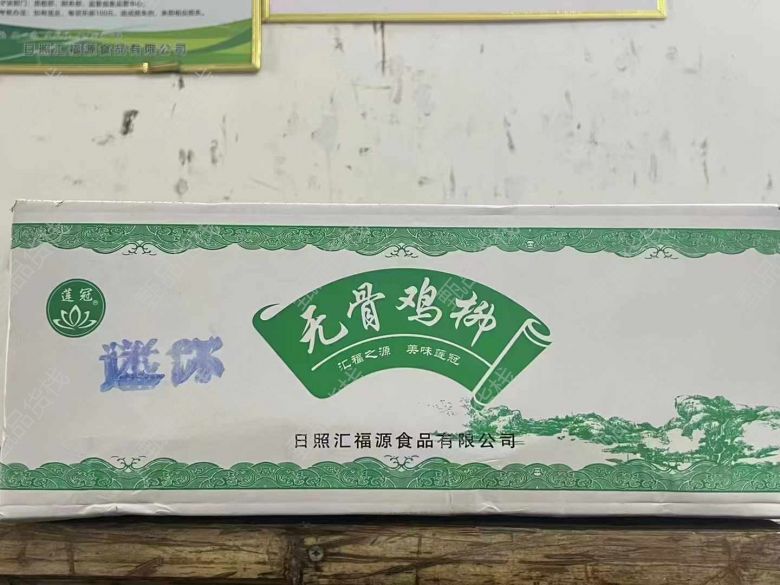 日照汇福源食品有限公司
莲冠
®
无骨鸡柳
汇福之源 美味莲冠
迷你
日照汇福源食品有限公司